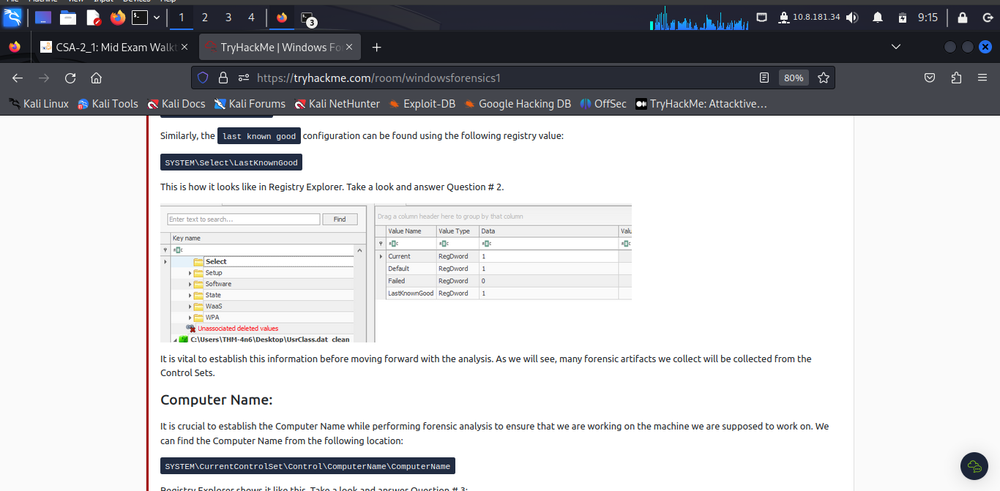 File Machine View Input Devices Help
1 2 3 4 3 10.8.181.34 9:15
CSA-2_1: Mid Exam Walkt TryHackMe | Windows Fo
https://tryhackme.com/room/windowsforensics1 80%
Kali Linux Kali Tools Kali Docs Kali Forums Kali NetHunter Exploit-DB Google Hacking DB OffSec TryHackMe: Attacktive…
Similarly, the last known good configuration can be found using the following registry value:
SYSTEM\Select\LastKnownGood
This is how it looks like in Registry Explorer. Take a look and answer Question # 2.
Enter text to search... Find
Key name
Select
Setup
Software
State
WaaS
WPA
Unassociated deleted values
C:\Users\THM-4n6\Desktop\UsrClass.dat_clean
Drag a column header here to group by that column
Value Name Value Type Data Valu
Current RegDword 1
Default RegDword 1
Failed RegDword 0
LastKnownGood RegDword 1
It is vital to establish this information before moving forward with the analysis. As we will see, many forensic artifacts we collect will be collected from the
Control Sets.
Computer Name:
It is crucial to establish the Computer Name while performing forensic analysis to ensure that we are working on the machine we are supposed to work on. We
can find the Computer Name from the following location:
SYSTEM\CurrentControlSet\Control\ComputerName\ComputerName
Registry Explorer shows it like this. Take a look and answer Question # 3: